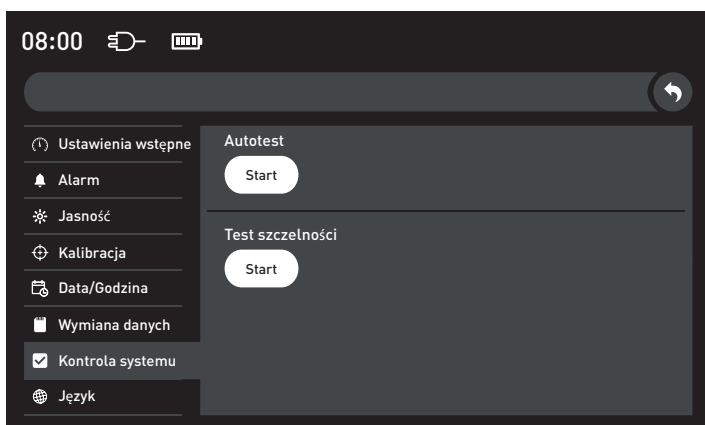 08:00
Ustawienia wstępne
Alarm
Jasność
Kalibracja
Data/Godzina
Wymiana danych
Kontrola systemu
Język
Autotest
Start
Test szczelności
Start